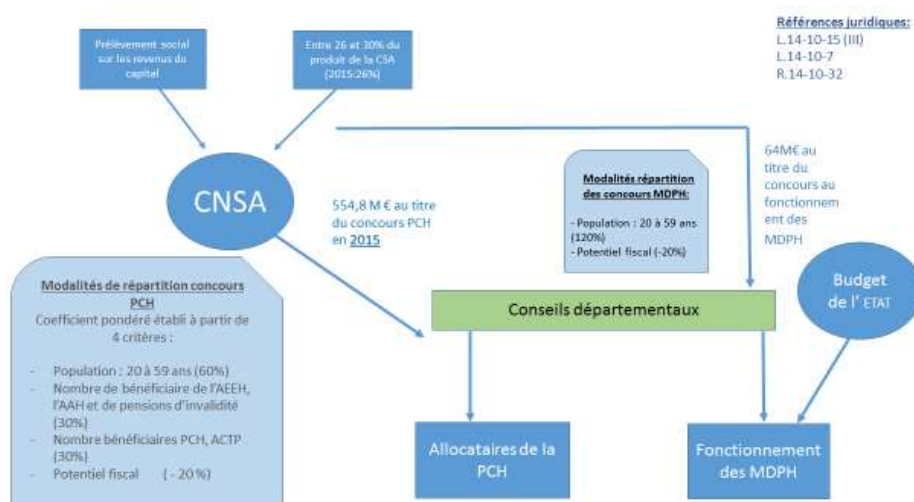 Prélèvement social
sur les revenus du
capital
Entre 26 et 30% du
produit de la CSA
(2015:26%)
Références juridiques:
L.14-10-15 (III)
L.14-10-7
R.14-10-32
CNSA
554,8 M € au titre
du concours PCH
en 2015
Modalités répartition
des concours MDPH:
- Population : 20 à 59 ans
(120%)
- Potentiel fiscal (-20%)
64M€ au
titre du
concours au
fonctionnem
ent des
MDPH
Budget
de l' ETAT
Modalités de répartition concours
PCH
Coefficient pondéré établi à partir de
4 critères :
- Population : 20 à 59 ans (60%)
- Nombre de bénéficiaire de l'AEEH,
l'AAH et de pensions d'invalidité
(30%)
- Nombre bénéficiaires PCH, ACTP
(30%)
- Potentiel fiscal ( - 20 %)
Conseils départementaux
Allocataires de la
PCH
Fonctionnement
des MDPH